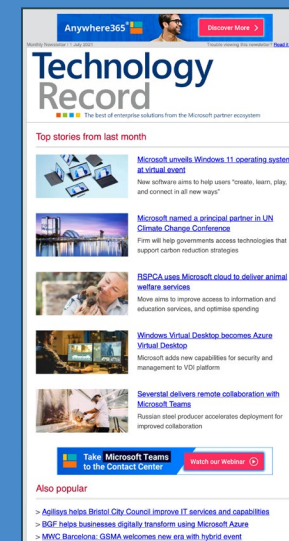 Anywhere365°
Discover More >
Monthly Newsletter | 1 July 2021
Trouble viewing this newsletter? Read it
Technology
Record
The best of enterprise solutions from the Microsoft partner ecosystem
Top stories from last month
Microsoft unveils Windows 11 operating system
at virtual event
New software aims to help users "create, learn, play,
and connect in all new ways"
Microsoft named a principal partner in UN
Climate Change Conference
Firm will help governments access technologies that
support carbon reduction strategies
RSPCA uses Microsoft cloud to deliver animal
welfare services
Move aims to improve access to information and
education services, and optimise spending
Windows Virtual Desktop becomes Azure
Virtual Desktop
Microsoft adds new capabilities for security and
management to VDI platform
Severstal delivers remote collaboration with
Microsoft Teams
Russian steel producer accelerates deployment for
improved collaboration
Take Microsoft Teams
to the Contact Center
Watch our Webinar
Also popular
> Agilisys helps Bristol City Council improve IT services and capabilities
> BGF helps businesses digitally transform using Microsoft Azure
> MWC Barcelona: GSMA welcomes new era with hybrid event